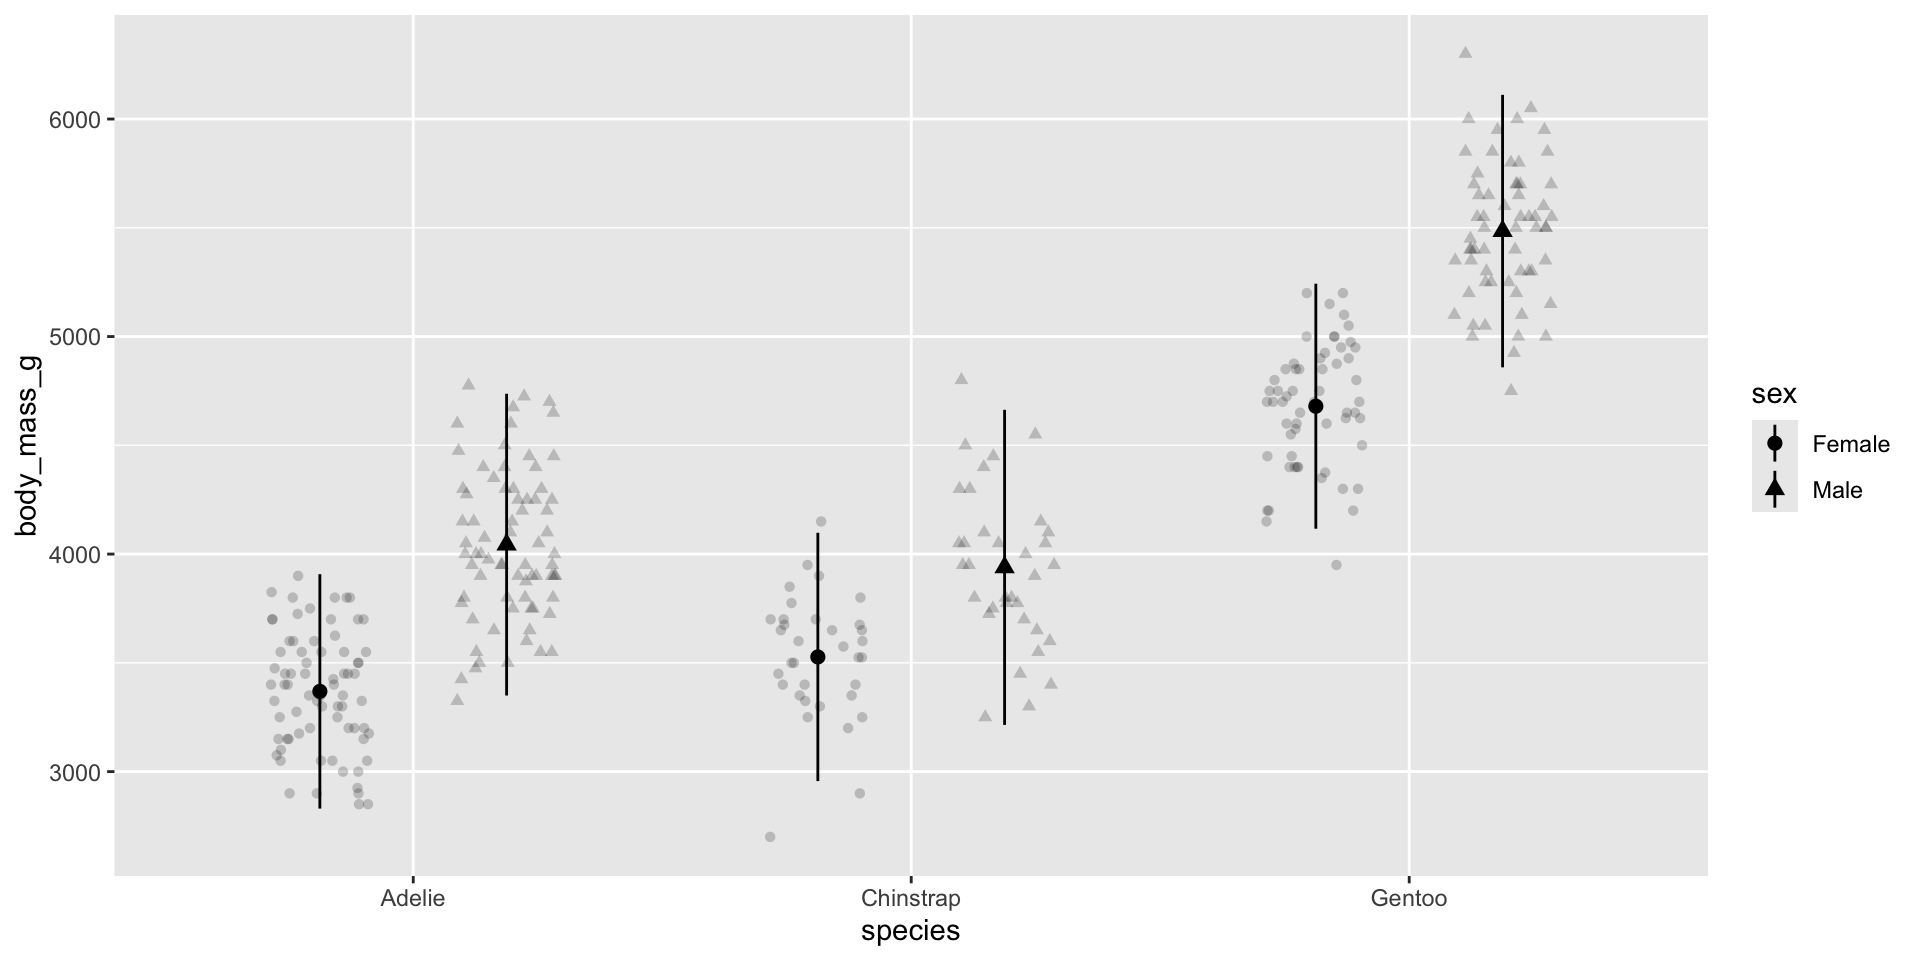 body_mass_g
6000
5000
4000
3000
Adelie
Chinstrap
Gentoo
species
sex
Female
Male